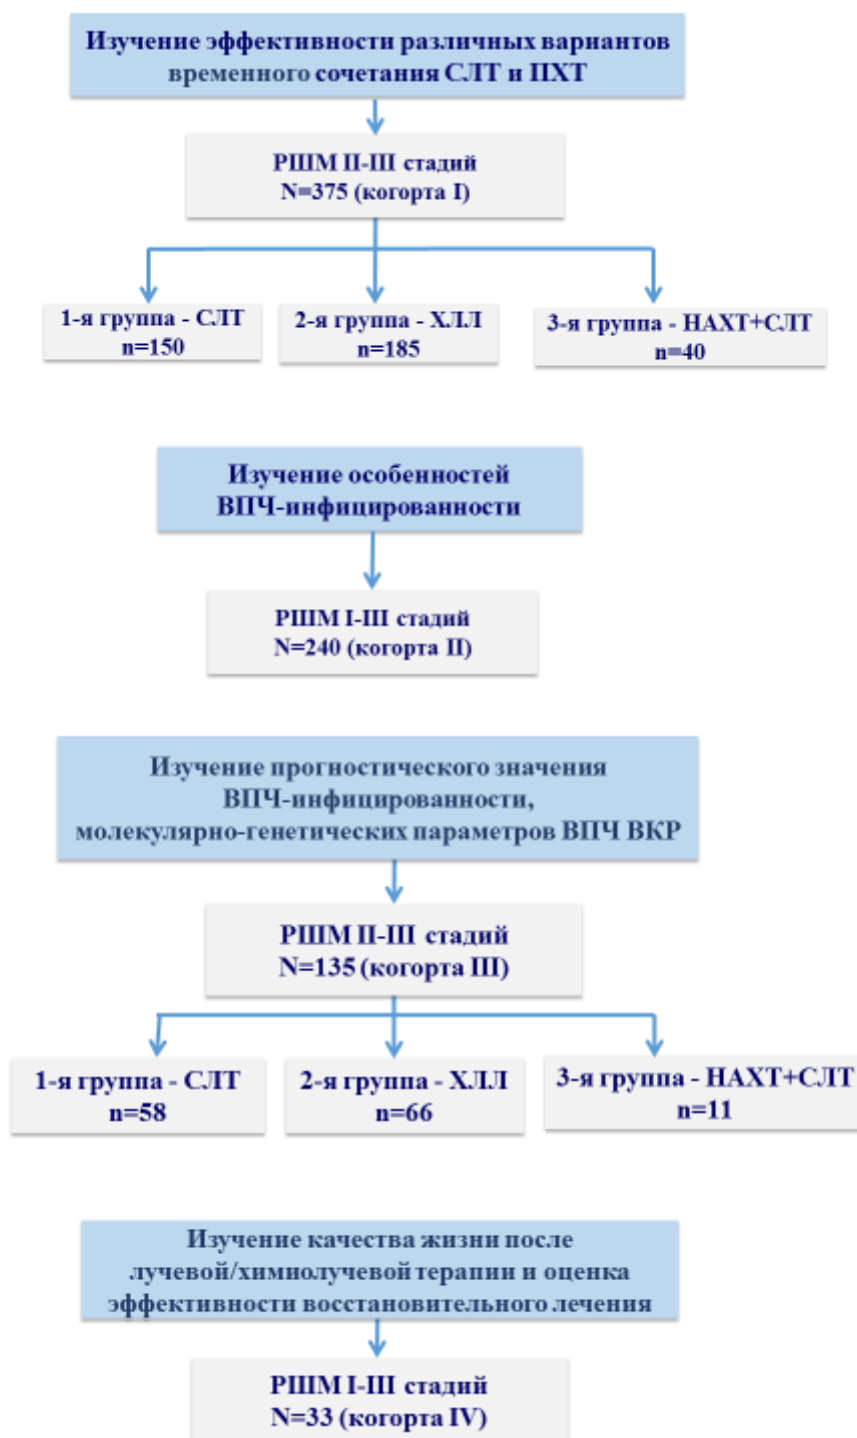 Изучение эффективности различных вариантов
временного сочетания СЛТ и ПХТ
РШМ II-III стадий
N=375 (когорта I)
1-я группа - СЛТ
n=150
2-я группа - ХЛЛ
n=185
3-я группа - НАХТ+СЛТ
n=40
Изучение особенностей
ВПЧ-инфицированности
РШМ I-III стадий
N=240 (когорта II)
Изучение прогностического значения
ВПЧ-инфицированности,
молекулярно-генетических параметров ВПЧ ВКР
РШМ II-III стадий
N=135 (когорта III)
1-я группа - СЛТ
n=58
2-я группа - ХЛЛ
n=66
3-я группа - НАХТ+СЛТ
n=11
Изучение качества жизни после
лучевой/химиолучевой терапии и оценка
эффективности восстановительного лечения
РШМ I-III стадий
N=33 (когорта IV)